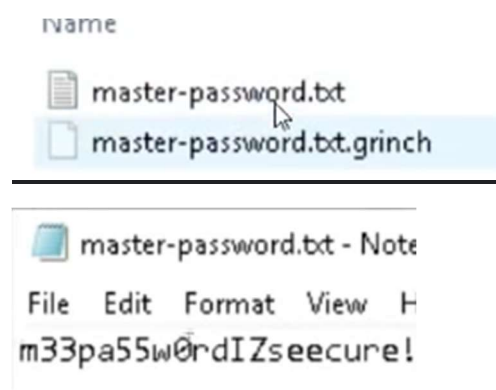 Name
master-password.txt
master-password.txt.grinch
master-password.txt - Note
File Edit Format View H
m33pa55w0rdIZseecure!